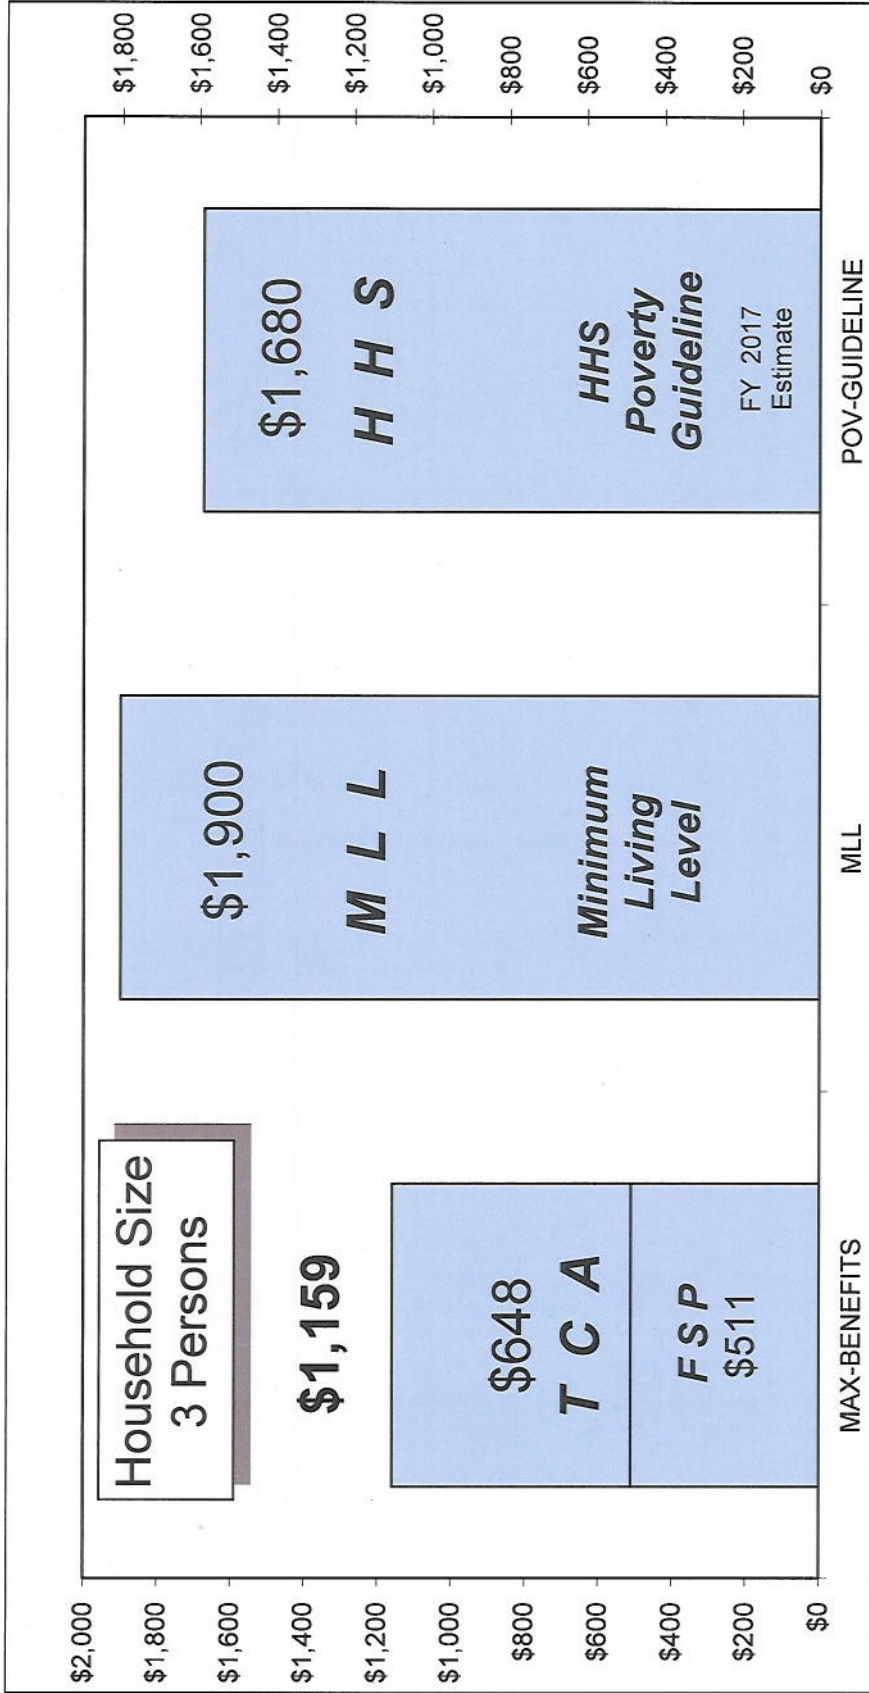 Household Size
3 Persons
$2,000
$1,800
$1,600
$1,400
$1,200
$1,000
$800
$600
$400
$200
$0
$1,159
$648
T C A
F S P
$511
$1,900
M L L
Minimum
Living
Level
$1,680
H H S
HHS
Poverty
Guideline
FY 2017
Estimate
$1,800
$1,600
$1,400
$1,200
$1,000
$800
$600
$400
$200
$0
MAX-BENEFITS
MLL
POV-GUIDELINE